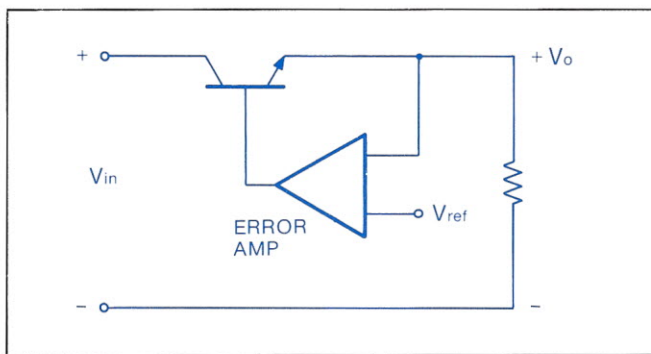 +
+ Vo
Vin
ERROR
AMP
Vref
-
-